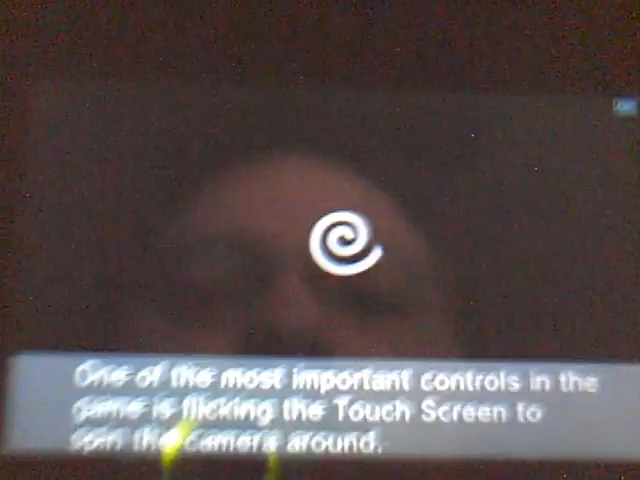 One of the most important controls in the
game is flicking the Touch Screen to
spin the camera around.